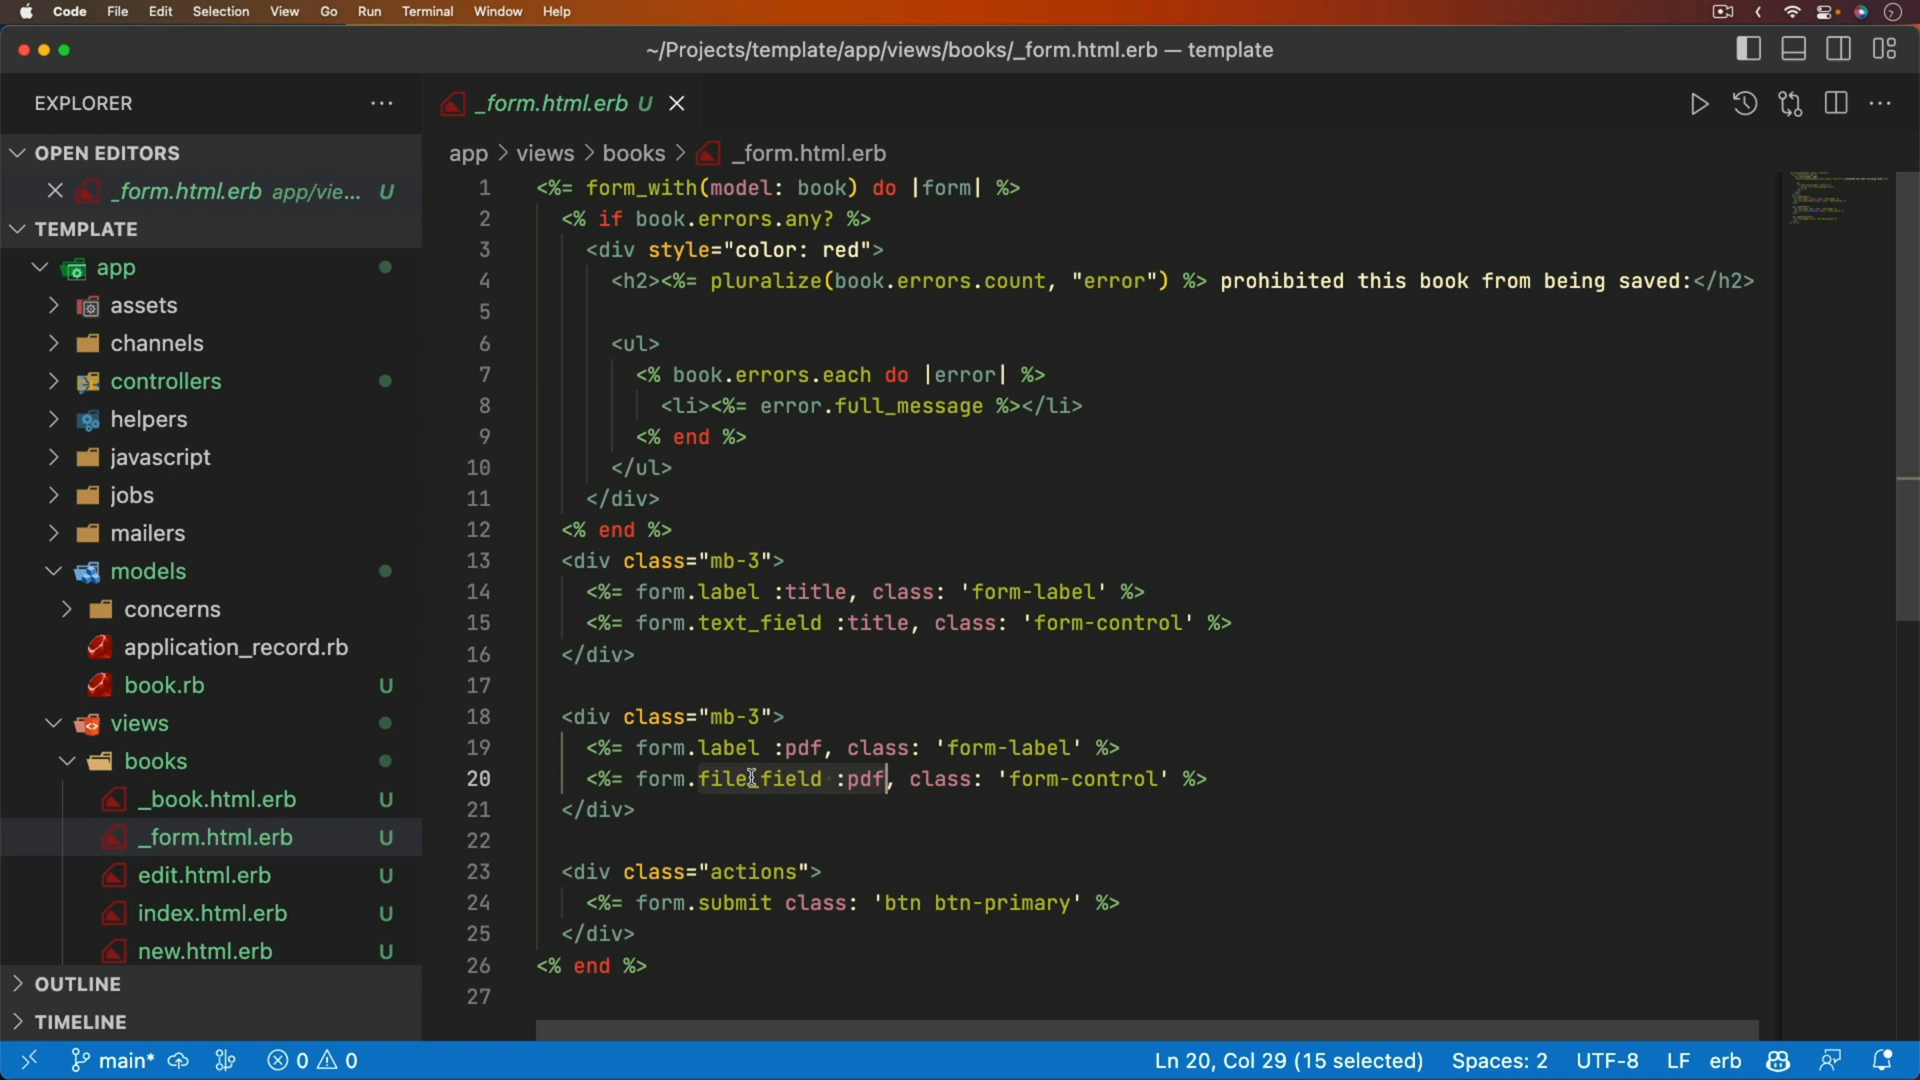 Code File Edit Selection View Go Run Terminal Window Help
~/Projects/template/app/views/books/_form.html.erb — template
EXPLORER
OPEN EDITORS
_form.html.erb app/vie... U
TEMPLATE
app
assets
channels
controllers
helpers
javascript
jobs
mailers
models
concerns
application_record.rb
book.rb U
views
books
_book.html.erb U
_form.html.erb U
edit.html.erb U
index.html.erb U
new.html.erb U
OUTLINE
TIMELINE
_form.html.erb U
app > views > books > _form.html.erb
1 <%= form_with(model: book) do |form| %>
2 <% if book.errors.any? %>
3 <div style="color: red">
4 <h2><%= pluralize(book.errors.count, "error") %> prohibited this book from being saved:</h2>
5
6 <ul>
7 <% book.errors.each do |error| %>
8 <li><%= error.full_message %></li>
9 <% end %>
10 </ul>
11 </div>
12 <% end %>
13 <div class="mb-3">
14 <%= form.label :title, class: 'form-label' %>
15 <%= form.text_field :title, class: 'form-control' %>
16 </div>
17
18 <div class="mb-3">
19 <%= form.label :pdf, class: 'form-label' %>
20 <%= form.file_field :pdf, class: 'form-control' %>
21 </div>
22
23 <div class="actions">
24 <%= form.submit class: 'btn btn-primary' %>
25 </div>
26 <% end %>
27
main* 0 0 Ln 20, Col 29 (15 selected) Spaces: 2 UTF-8 LF erb